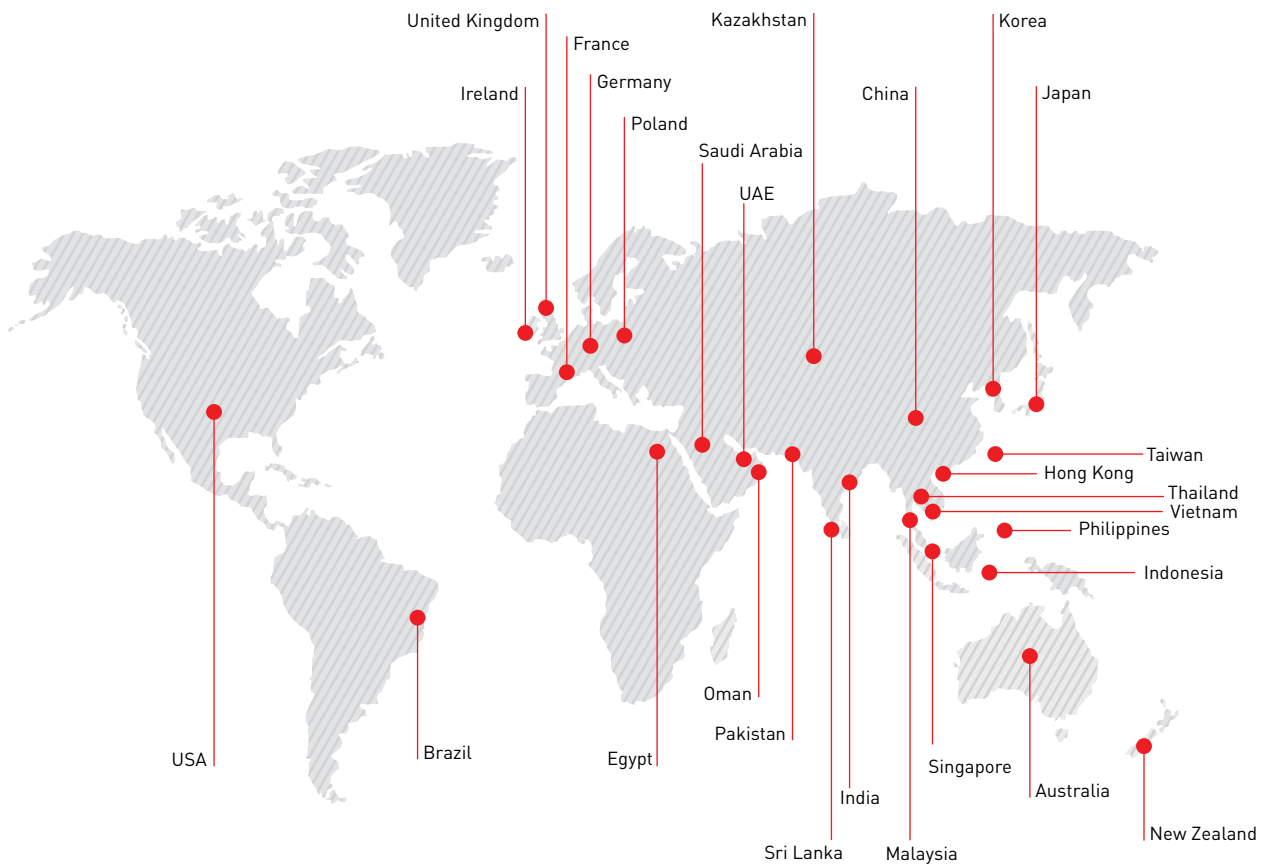 United Kingdom
Kazakhstan
Korea
France
Germany
Ireland
China
Japan
Poland
Saudi Arabia
UAE
Taiwan
Hong Kong
Thailand
Vietnam
Philippines
Indonesia
Oman
Pakistan
USA
Brazil
Egypt
Singapore
India
Australia
New Zealand
Sri Lanka
Malaysia